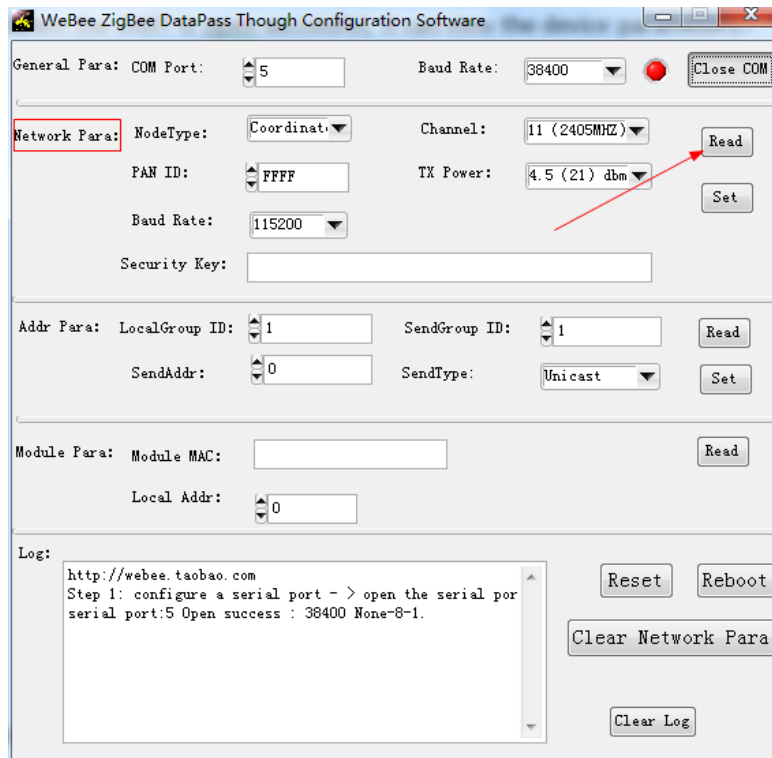 WeBee ZigBee DataPass Though Configuration Software
General Para: COM Port: 5 Baud Rate: 38400 Close COM
Network Para: NodeType: Coordinat Channel: 11 (2405MHZ) Read
PAN ID: FFFF TX Power: 4.5 (21) dbm Set
Baud Rate: 115200
Security Key:
Addr Para: LocalGroup ID: 1 SendGroup ID: 1 Read
SendAddr: 0 SendType: Unicast Set
Module Para: Module MAC: Read
Local Addr: 0
Log:
http://webee.taobao.com
Step 1: configure a serial port - > open the serial por
serial port:5 Open success : 38400 None-8-1.
Reset Reboot
Clear Network Para
Clear Log